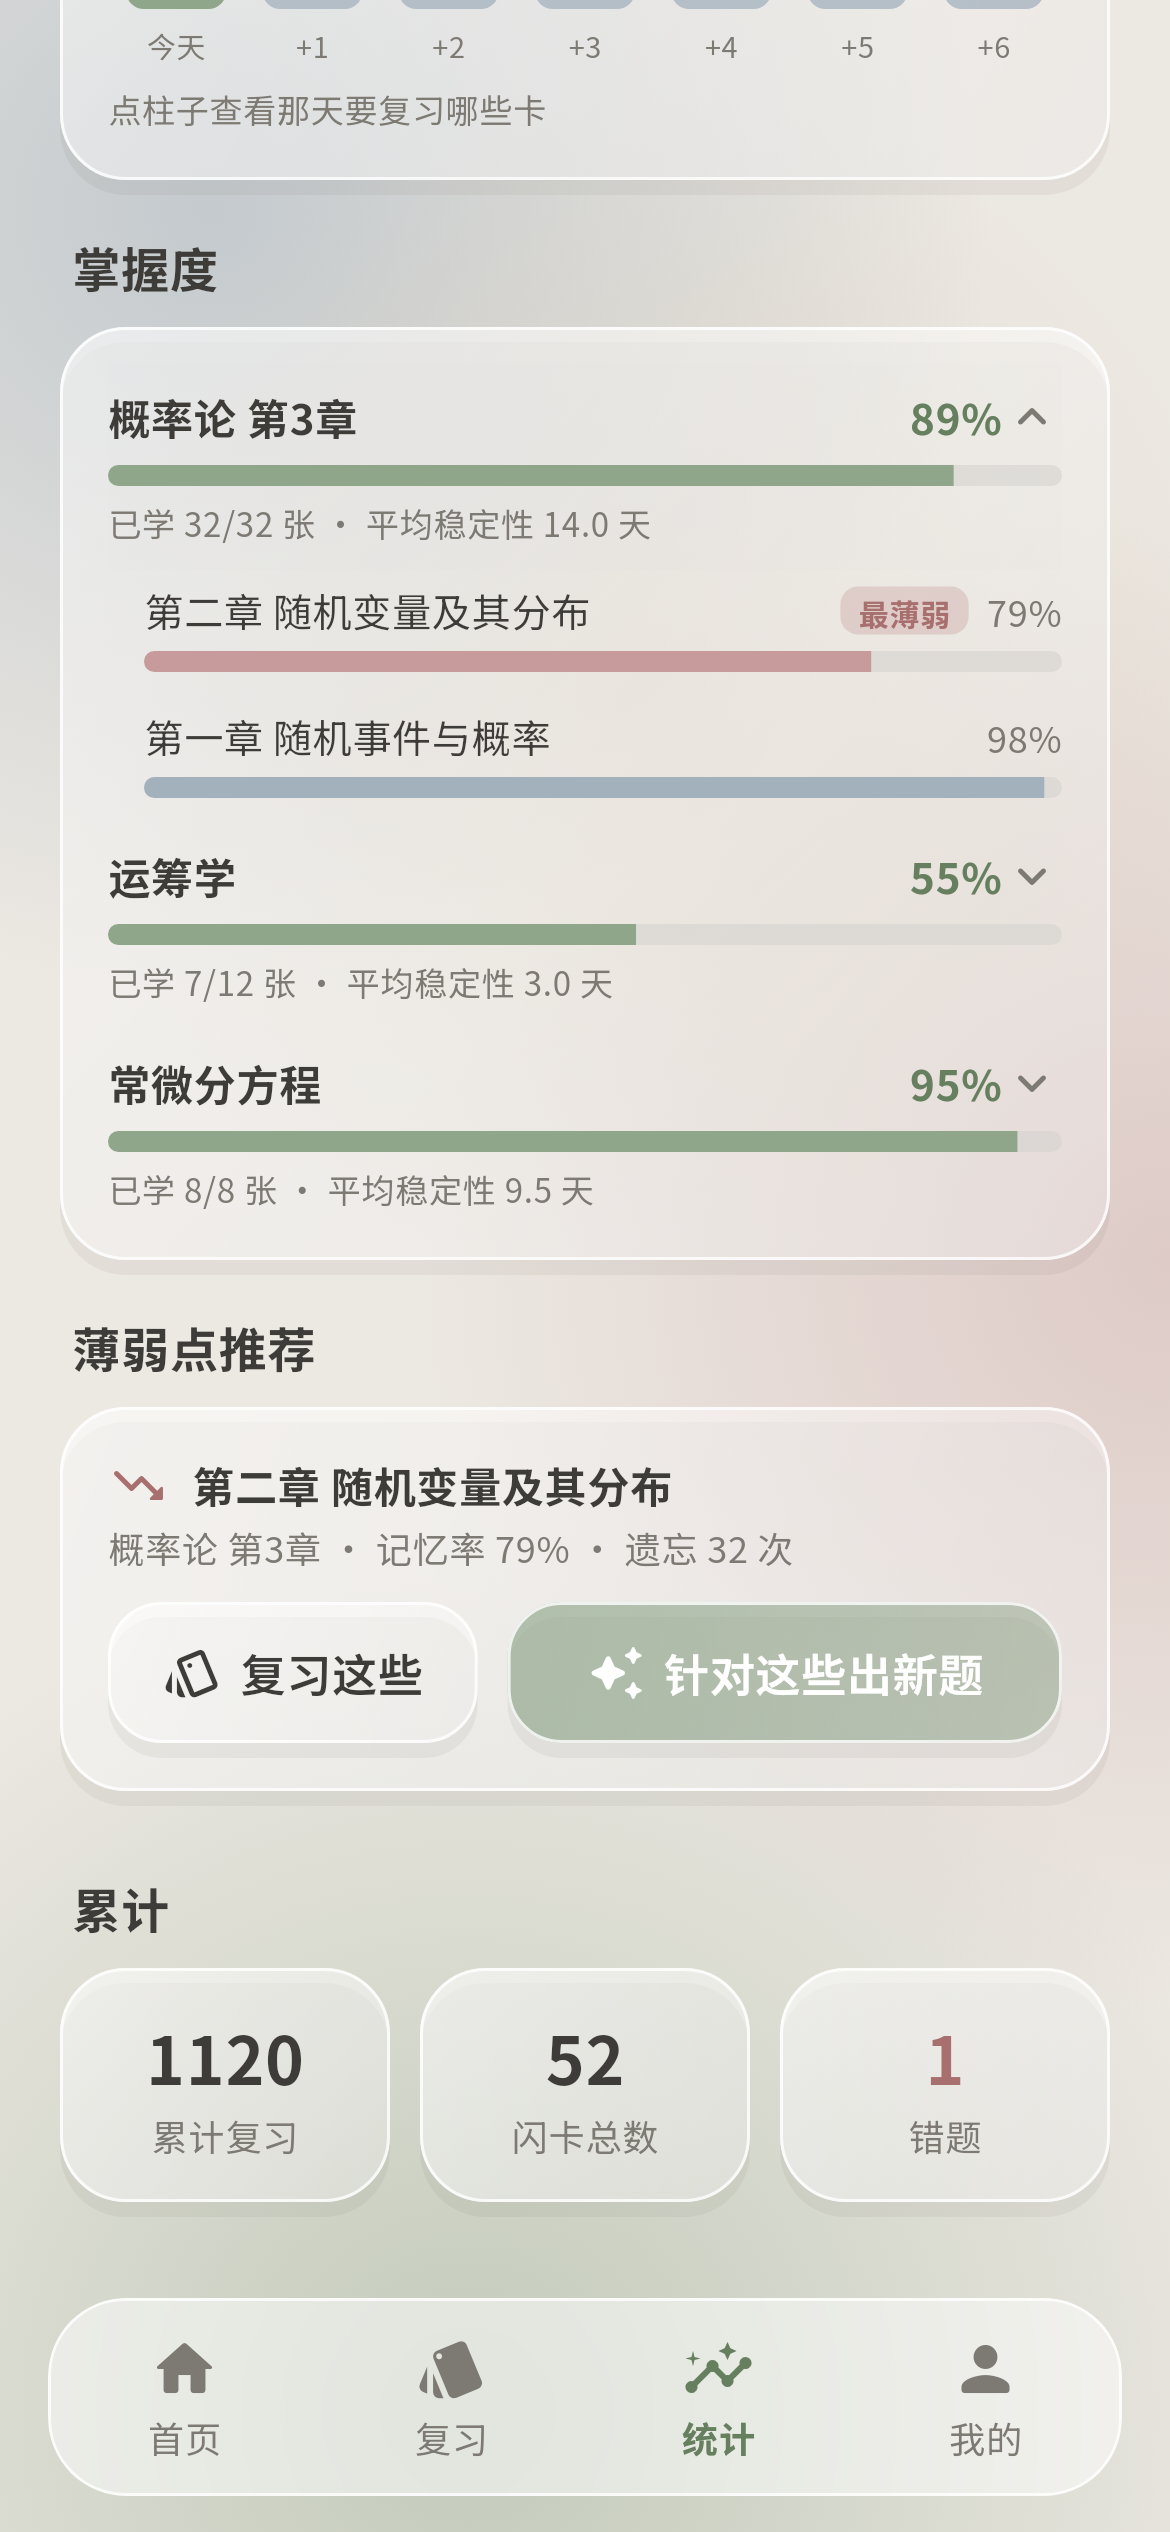 今天 +1 +2 +3 +4 +5 +6
点柱子查看那天要复习哪些卡
掌握度
概率论 第3章 89%
已学 32/32 张 · 平均稳定性 14.0 天
第二章 随机变量及其分布 最薄弱 79%
第一章 随机事件与概率 98%
运筹学 55%
已学 7/12 张 · 平均稳定性 3.0 天
常微分方程 95%
已学 8/8 张 · 平均稳定性 9.5 天
薄弱点推荐
第二章 随机变量及其分布
概率论 第3章 · 记忆率 79% · 遗忘 32 次
复习这些 针对这些出新题
累计
1120 52 1
累计复习 闪卡总数 错题
首页 复习 统计 我的